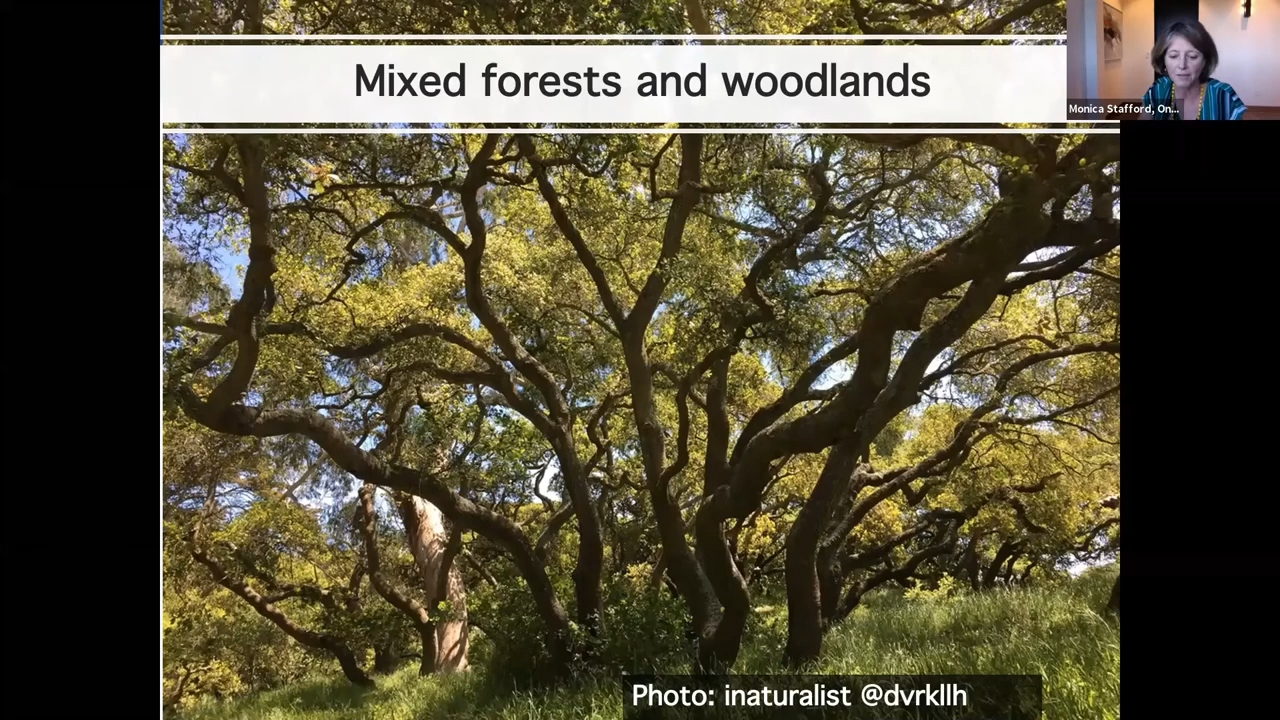 Mixed forests and woodlands
Monica Stafford, On...
Photo: inaturalist @dvrkllh